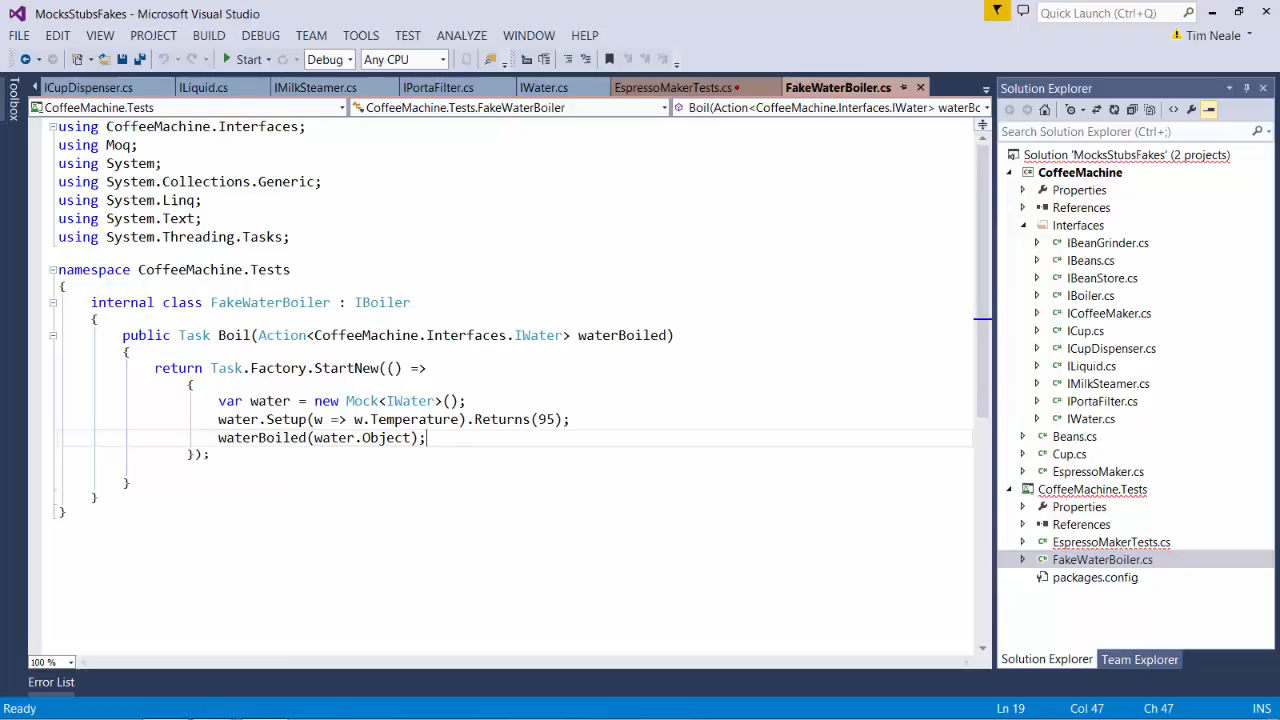 MocksStubsFakes - Microsoft Visual Studio
Quick Launch (Ctrl+Q)
FILE EDIT VIEW PROJECT BUILD DEBUG TEAM TOOLS TEST ANALYZE WINDOW HELP
Tim Neale
Start Debug Any CPU
Toolbox
ICupDispenser.cs ILiquid.cs IMilkSteamer.cs IPortaFilter.cs IWater.cs EspressoMakerTests.cs FakeWaterBoiler.cs
CoffeeMachine.Tests CoffeeMachine.Tests.FakeWaterBoiler Boil(Action<CoffeeMachine.Interfaces.IWater> waterBc
using CoffeeMachine.Interfaces;
using Moq;
using System;
using System.Collections.Generic;
using System.Linq;
using System.Text;
using System.Threading.Tasks;
namespace CoffeeMachine.Tests
{
internal class FakeWaterBoiler : IBoiler
{
public Task Boil(Action<CoffeeMachine.Interfaces.IWater> waterBoiled)
{
return Task.Factory.StartNew(() =>
{
var water = new Mock<IWater>();
water.Setup(w => w.Temperature).Returns(95);
waterBoiled(water.Object);
});
}
}
}
100 %
Solution Explorer
Search Solution Explorer (Ctrl+;)
Solution 'MocksStubsFakes' (2 projects)
CoffeeMachine
Properties
References
Interfaces
C# IBeanGrinder.cs
C# IBeans.cs
C# IBeanStore.cs
C# IBoiler.cs
C# ICoffeeMaker.cs
C# ICup.cs
C# ICupDispenser.cs
C# ILiquid.cs
C# IMilkSteamer.cs
C# IPortaFilter.cs
C# IWater.cs
C# Beans.cs
C# Cup.cs
C# EspressoMaker.cs
CoffeeMachine.Tests
Properties
References
C# EspressoMakerTests.cs
C# FakeWaterBoiler.cs
packages.config
Solution Explorer Team Explorer
Error List
Ready Ln 19 Col 47 Ch 47 INS